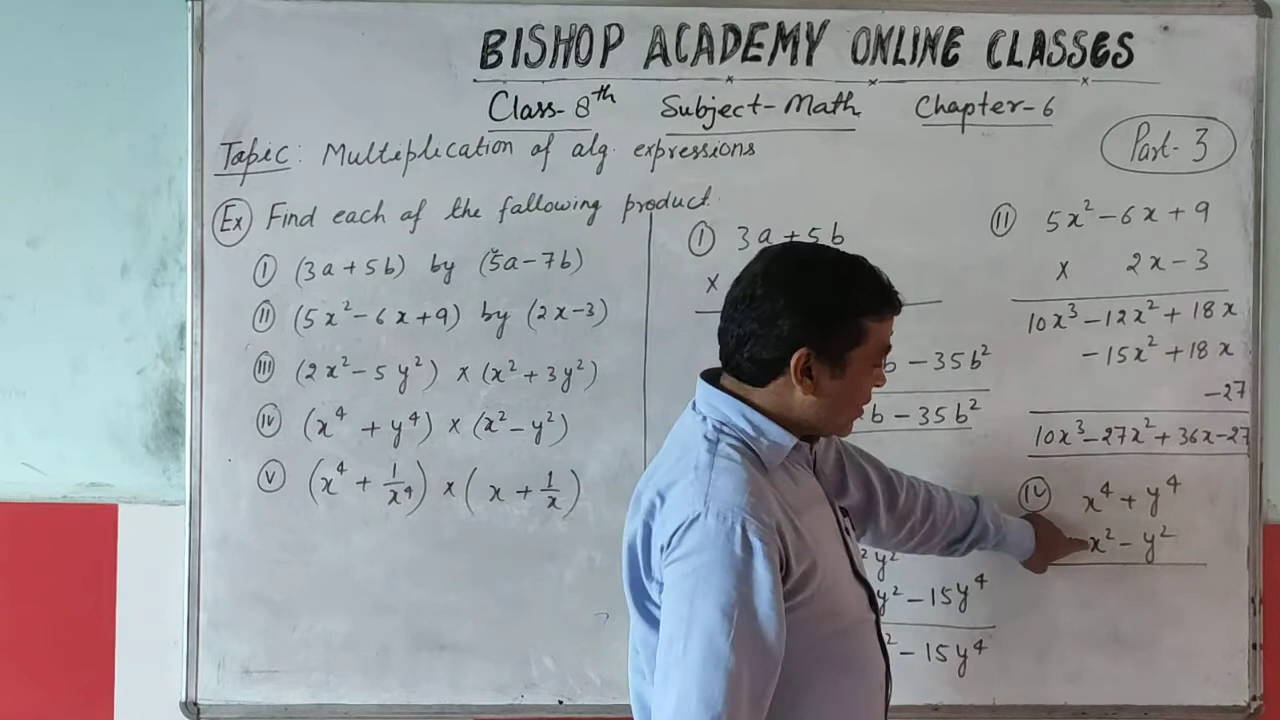 BISHOP ACADEMY ONLINE CLASSES
Class-8th Subject-Math Chapter-6
Topic: Multiplication of alg. expressions
Part-3
Ex Find each of the following product.
I (3a+5b) by (5a-7b)
II (5x²-6x+9) by (2x-3)
III (2x²-5y²) × (x²+3y²)
IV (x⁴+y⁴) × (x²-y²)
V (x⁴+1/x⁴) × (x+1/x)
I 3a+5b
×
b-35b²
b-35b²
²y²
y²-15y⁴
²-15y⁴
II 5x²-6x+9
× 2x-3
10x³-12x²+18x
-15x²+18x
-27
10x³-27x²+36x-27
IV x⁴+y⁴
x²-y²